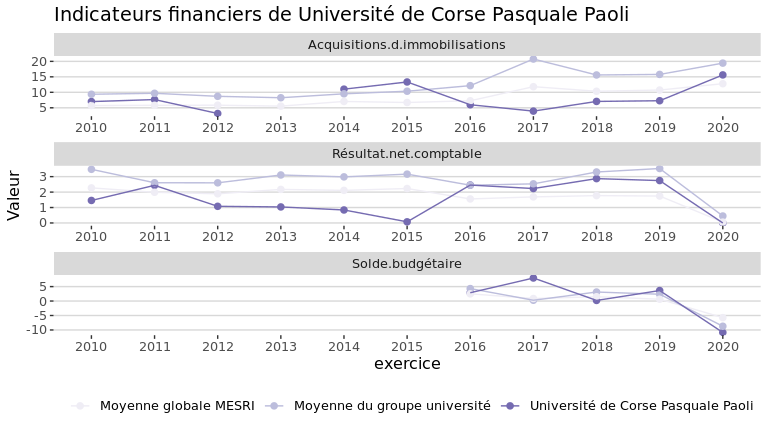 Indicateurs financiers de Université de Corse Pasquale Paoli
Acquisitions.d.immobilisations
20
15
10
5
2010 2011 2012 2013 2014 2015 2016 2017 2018 2019 2020
Résultat.net.comptable
3
2
1
0
2010 2011 2012 2013 2014 2015 2016 2017 2018 2019 2020
Solde.budgétaire
5
0
-5
-10
2010 2011 2012 2013 2014 2015 2016 2017 2018 2019 2020
Valeur
exercice
Moyenne globale MESRI Moyenne du groupe université Université de Corse Pasquale Paoli